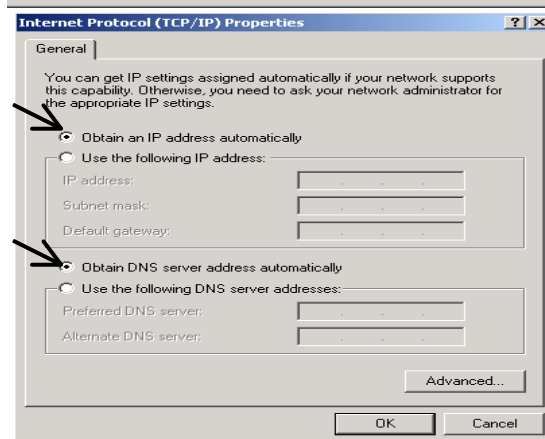 Internet Protocol (TCP/IP) Properties
General
You can get IP settings assigned automatically if your network supports
this capability. Otherwise, you need to ask your network administrator for
the appropriate IP settings.
Obtain an IP address automatically
Use the following IP address:
IP address:
Subnet mask:
Default gateway:
Obtain DNS server address automatically
Use the following DNS server addresses:
Preferred DNS server:
Alternate DNS server:
Advanced...
OK Cancel